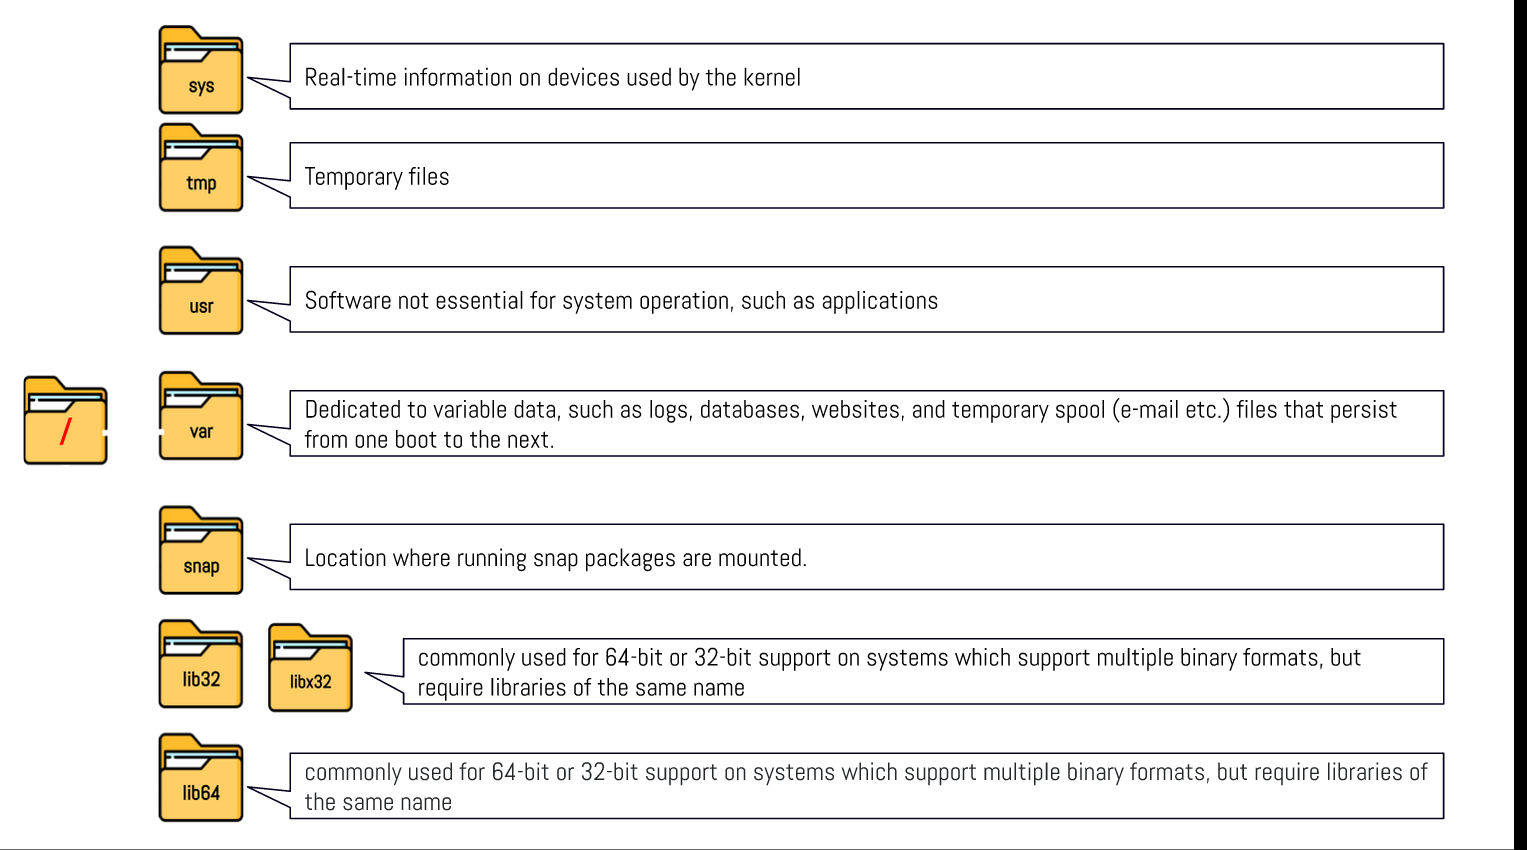 sys
Real-time information on devices used by the kernel
tmp
Temporary files
usr
Software not essential for system operation, such as applications
/
var
Dedicated to variable data, such as logs, databases, websites, and temporary spool (e-mail etc.) files that persist
from one boot to the next.
snap
Location where running snap packages are mounted.
lib32
libx32
commonly used for 64-bit or 32-bit support on systems which support multiple binary formats, but
require libraries of the same name
lib64
commonly used for 64-bit or 32-bit support on systems which support multiple binary formats, but require libraries of
the same name